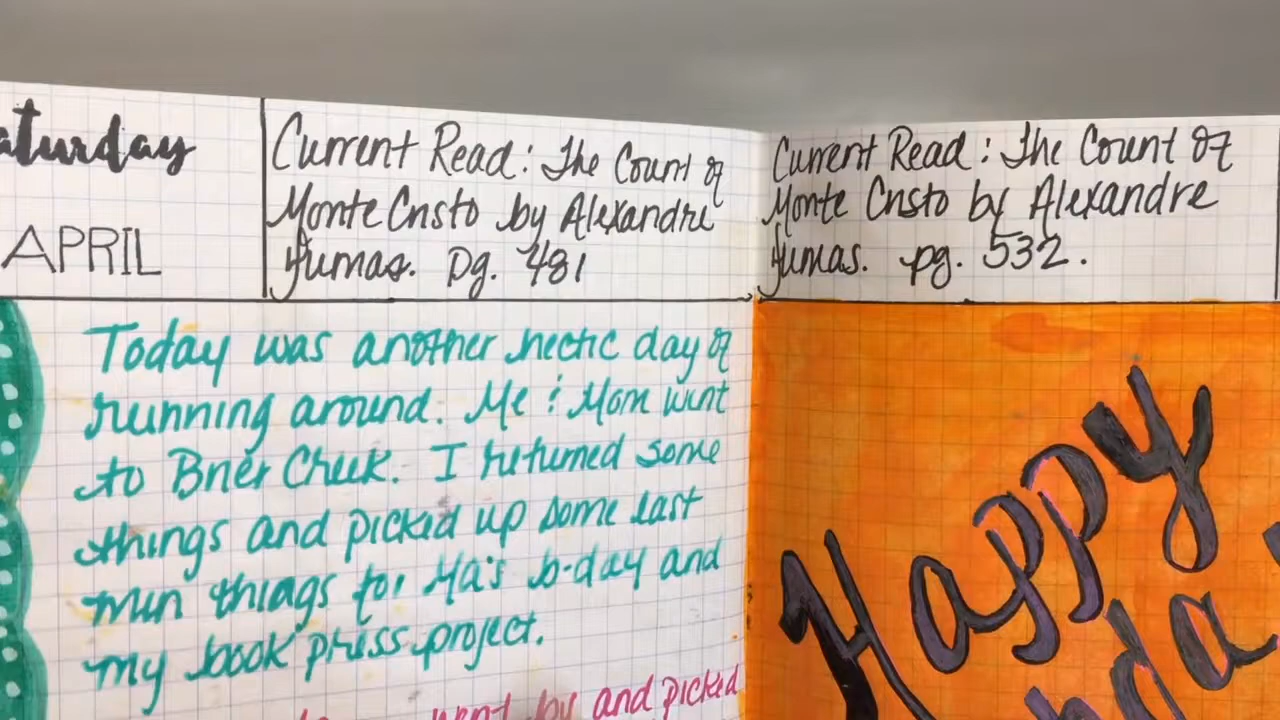 aturday
APRIL
Current Read: The Count of
Monte Cristo by Alexandre
Dumas. Pg. 481
Today was another hectic day of
running around. Me & Mom went
to Brier Creek. I returned some
things and picked up some last
min things for Ma's b-day and
my book press project.
went by and picked
Current Read: The Count of
Monte Cristo by Alexandre
Dumas. pg. 532.
Happy